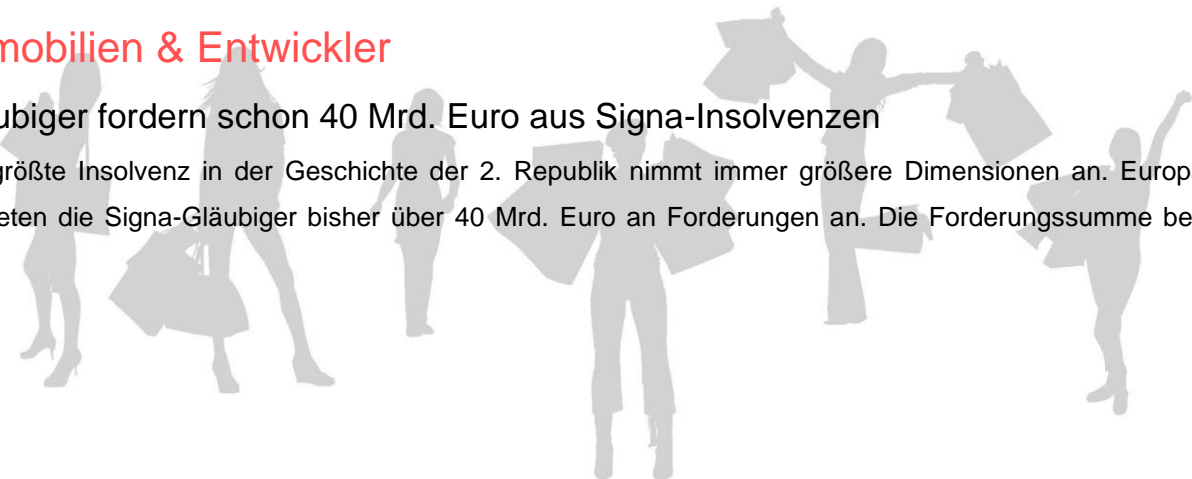 mobilien & Entwickler
ubiger fordern schon 40 Mrd. Euro aus Signa-Insolvenzen
größte Insolvenz in der Geschichte der 2. Republik nimmt immer größere Dimensionen an. Europ
eten die Signa-Gläubiger bisher über 40 Mrd. Euro an Forderungen an. Die Forderungssumme be